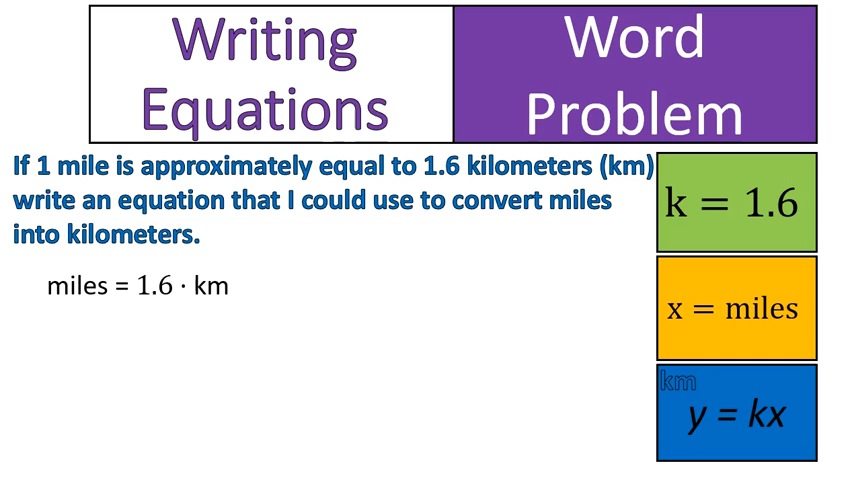 Writing
Equations
Word
Problem
If 1 mile is approximately equal to 1.6 kilometers (km)
write an equation that I could use to convert miles
into kilometers.
miles = 1.6 · km
k = 1.6
x = miles
km
y = kx